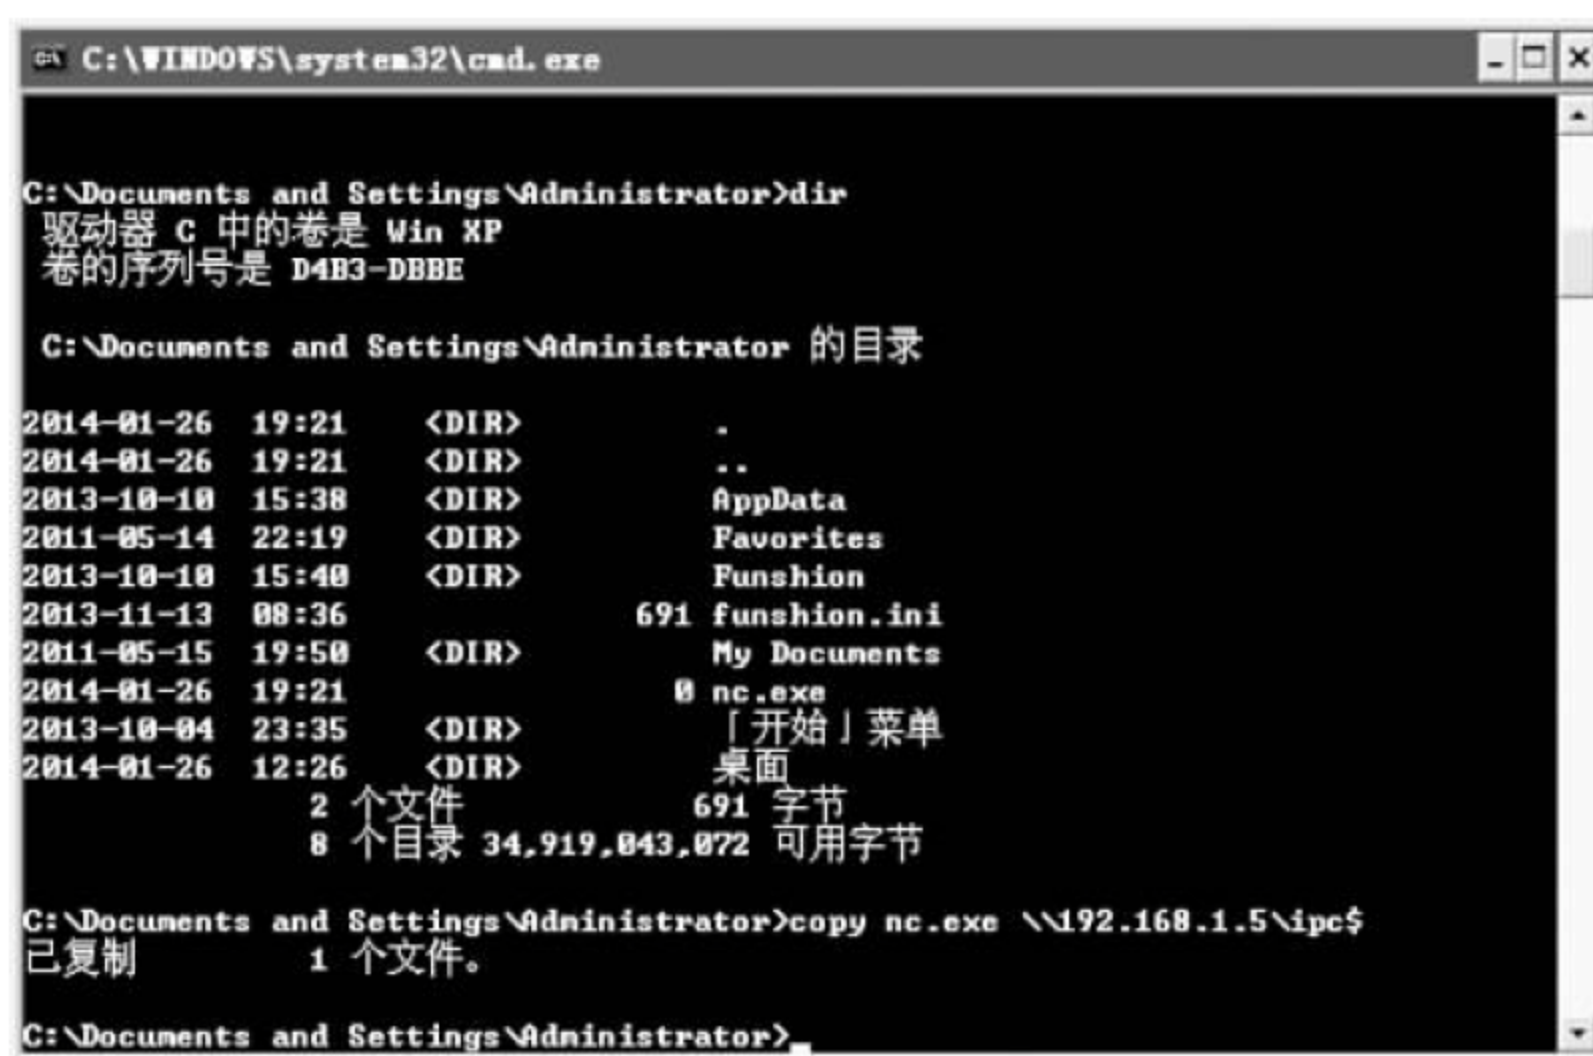 C:\WINDOWS\system32\cmd.exe
C:\Documents and Settings\Administrator>dir
驱动器 C 中的卷是 Win XP
卷的序列号是 D4B3-DBBE
C:\Documents and Settings\Administrator 的目录
2014-01-26 19:21 <DIR> .
2014-01-26 19:21 <DIR> ..
2013-10-10 15:38 <DIR> AppData
2011-05-14 22:19 <DIR> Favorites
2013-10-10 15:40 <DIR> Funshion
2013-11-13 08:36 691 funshion.ini
2011-05-15 19:50 <DIR> My Documents
2014-01-26 19:21 0 nc.exe
2013-10-04 23:35 <DIR> 「开始」菜单
2014-01-26 12:26 <DIR> 桌面
2 个文件 691 字节
8 个目录 34,919,043,072 可用字节
C:\Documents and Settings\Administrator>copy nc.exe \\192.168.1.5\ipc$
已复制 1 个文件。
C:\Documents and Settings\Administrator>